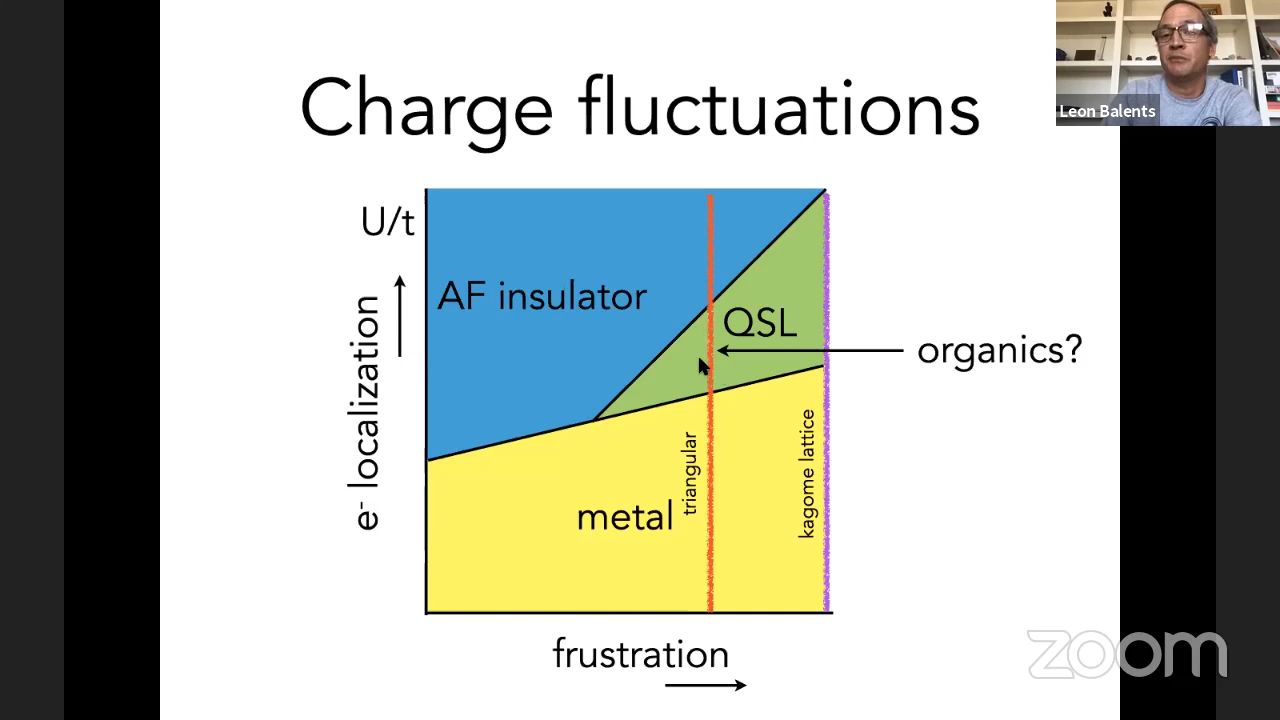 Charge fluctuations
Leon Balents
U/t
AF insulator
QSL
organics?
e⁻ localization
triangular
kagome lattice
metal
frustration
zoom